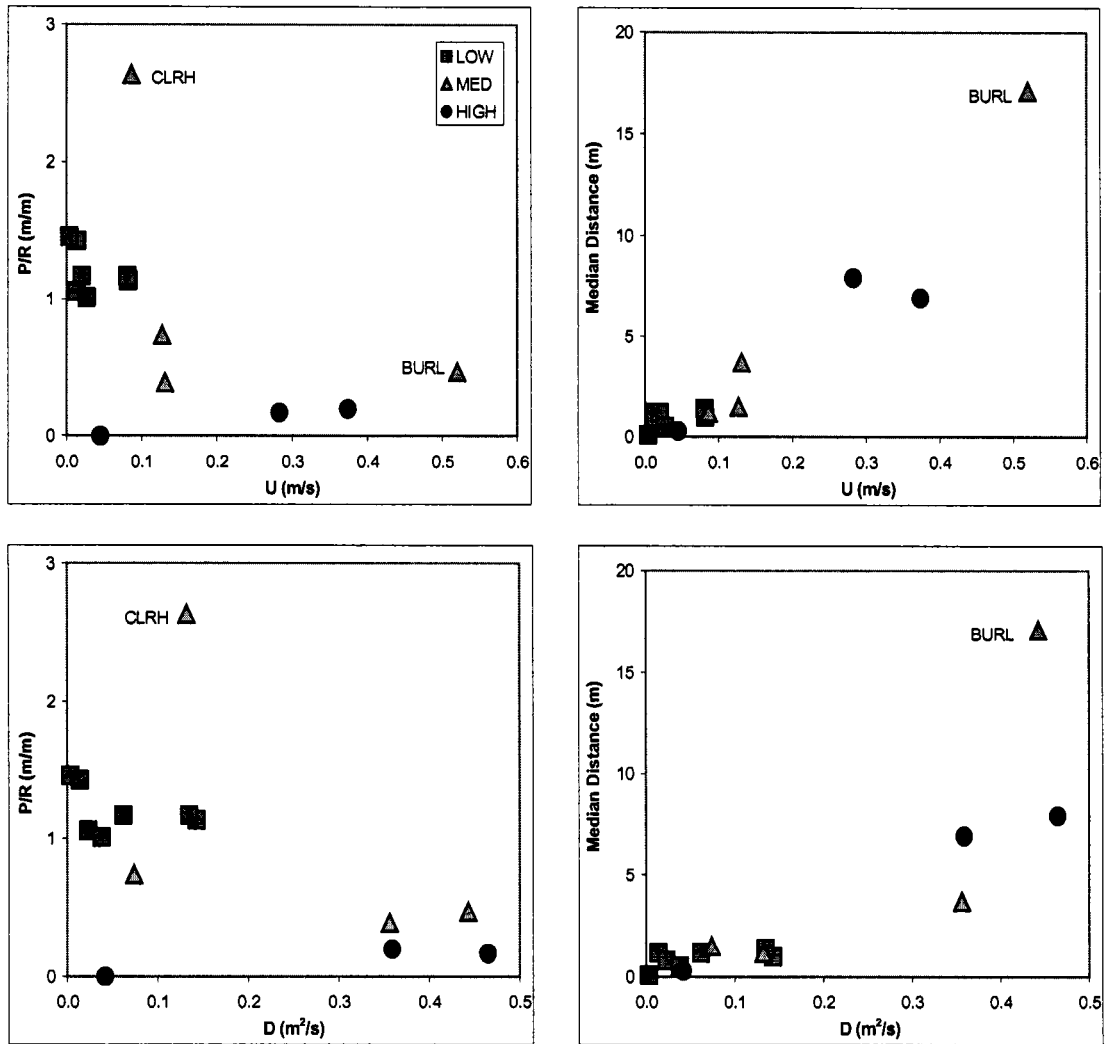 3
2
1
0
P/R (m/m)
CLRH
LOW
MED
HIGH
BURL
0.0 0.1 0.2 0.3 0.4 0.5 0.6
U (m/s)
20
15
10
5
0
Median Distance (m)
BURL
0.0 0.1 0.2 0.3 0.4 0.5 0.6
U (m/s)
3
2
1
0
P/R (m/m)
CLRH
0.0 0.1 0.2 0.3 0.4 0.5
D (m²/s)
20
15
10
5
0
Median Distance (m)
BURL
0.0 0.1 0.2 0.3 0.4 0.5
D (m²/s)